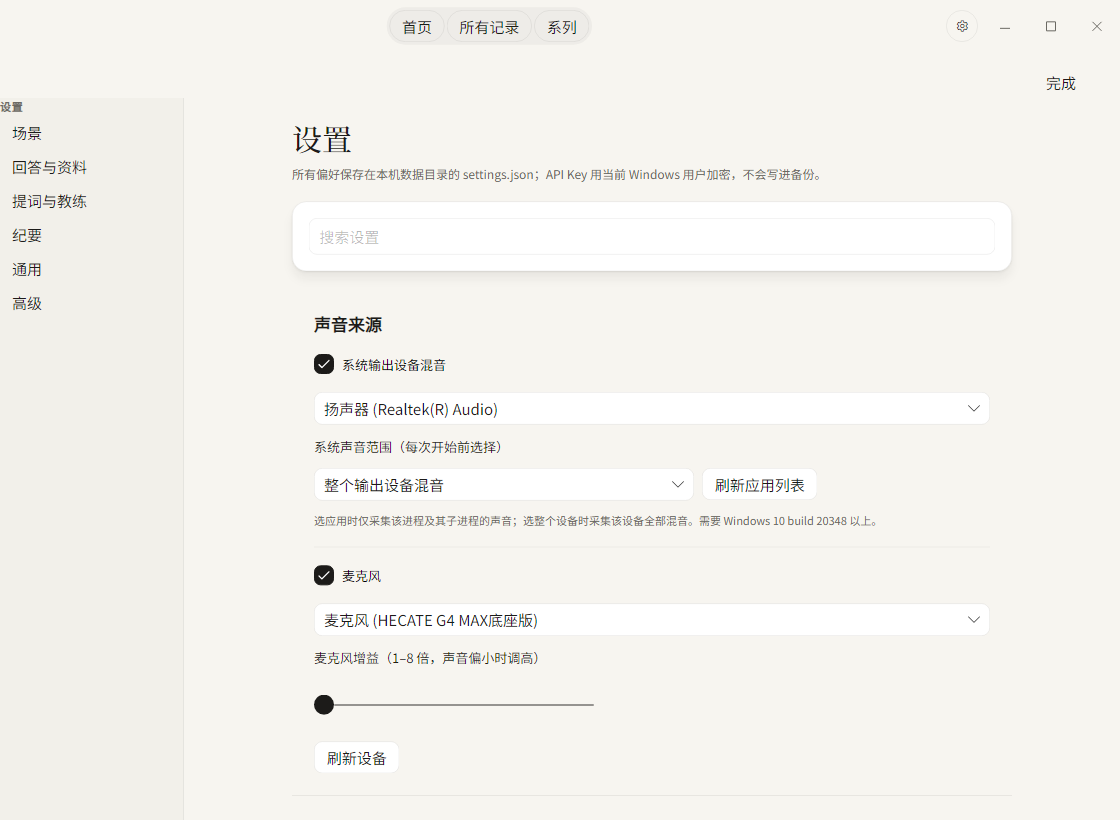 首页
所有记录
系列
完成
设置
场景
回答与资料
提词与教练
纪要
通用
高级
设置
所有偏好保存在本机数据目录的 settings.json；API Key 用当前 Windows 用户加密，不会写进备份。
搜索设置
声音来源
系统输出设备混音
扬声器 (Realtek(R) Audio)
系统声音范围（每次开始前选择）
整个输出设备混音
刷新应用列表
选应用时仅采集该进程及其子进程的声音；选整个设备时采集该设备全部混音。需要 Windows 10 build 20348 以上。
麦克风
麦克风 (HECATE G4 MAX底座版)
麦克风增益（1–8 倍，声音偏小时调高）
刷新设备